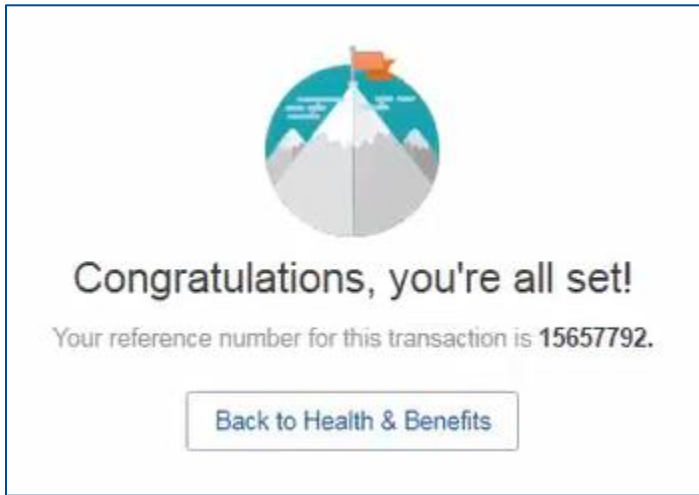 Congratulations, you're all set!
Your reference number for this transaction is 15657792.
Back to Health & Benefits